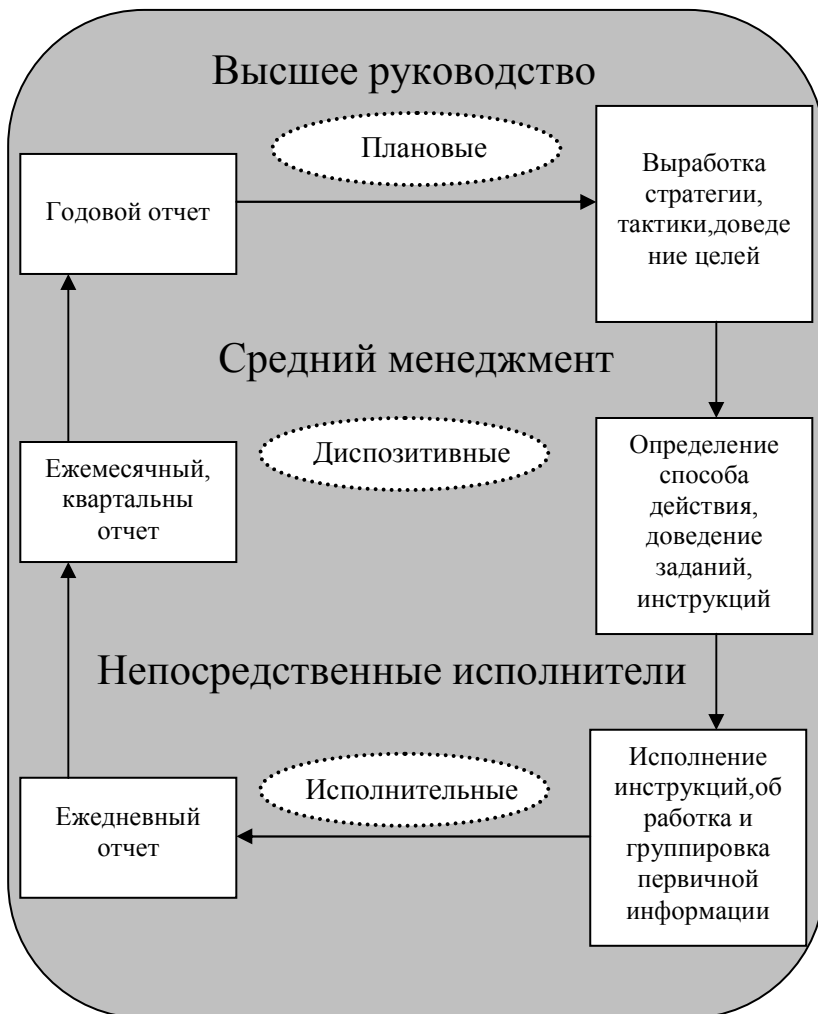 Высшее руководство
Плановые
Годовой отчет
Выработка
стратегии,
тактики,доведе
ние целей
Средний менеджмент
Ежемесячный,
квартальны
отчет
Диспозитивные
Определение
способа
действия,
доведение
заданий,
инструкций
Непосредственные исполнители
Ежедневный
отчет
Исполнительные
Исполнение
инструкций,об
работка и
группировка
первичной
информации